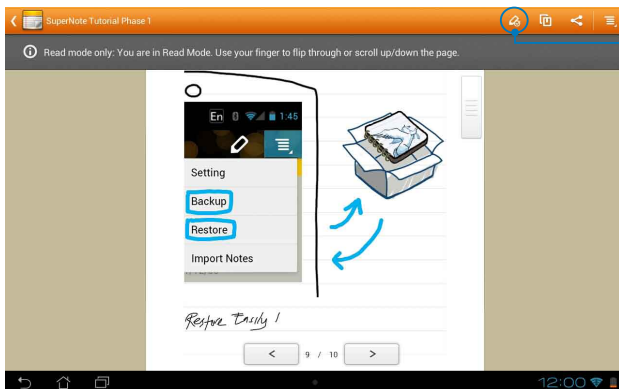 SuperNote Tutorial Phase 1
Read mode only: You are in Read Mode. Use your finger to flip through or scroll up/down the page.
En 1:45
Setting
Backup
Restore
Import Notes
Restore Easily !
< 9 / 10 >
12:00